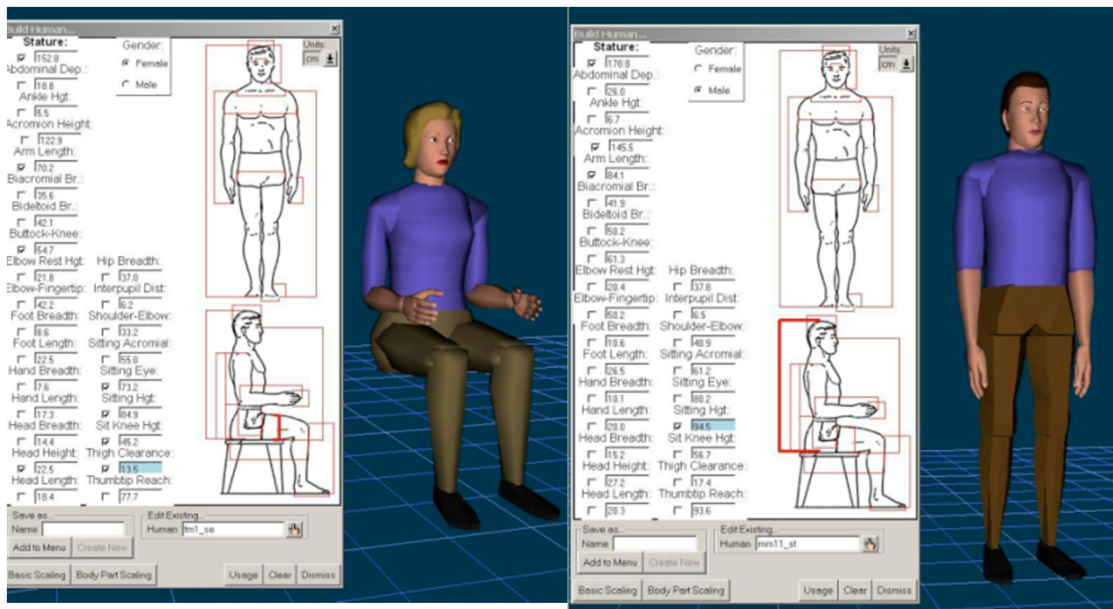 Build Human...
Stature:
152.8
Abdominal Dep.:
18.8
Ankle Hgt:
5.5
Acromion Height:
122.9
Arm Length:
70.2
Biacromial Br.:
35.6
Bideltoid Br.:
42.1
Buttock-Knee:
54.7
Elbow Rest Hgt:
21.8
Elbow-Fingertip:
42.2
Foot Breadth:
8.6
Foot Length:
22.5
Hand Breadth:
7.6
Hand Length:
17.3
Head Breadth:
14.4
Head Height:
22.5
Head Length:
18.4
Hip Breadth:
37.0
Interpupil Dist:
6.2
Shoulder-Elbow:
33.2
Sitting Acromial:
55.0
Sitting Eye:
73.2
Sitting Hgt:
84.9
Sit Knee Hgt:
45.2
Thigh Clearance:
13.5
Thumbtip Reach:
77.7
Gender:
Female
Male
Units:
cm
Save as...
Name
Add to Menu Create New
Edit Existing...
Human fm1_se
Basic Scaling Body Part Scaling Usage Clear Dismiss
Build Human...
Stature:
178.8
Abdominal Dep.:
26.0
Ankle Hgt:
6.7
Acromion Height:
145.5
Arm Length:
84.1
Biacromial Br.:
41.9
Bideltoid Br.:
50.2
Buttock-Knee:
61.3
Elbow Rest Hgt:
28.4
Elbow-Fingertip:
50.2
Foot Breadth:
10.6
Foot Length:
26.5
Hand Breadth:
10.1
Hand Length:
20.0
Head Breadth:
15.2
Head Height:
27.2
Head Length:
20.3
Hip Breadth:
37.8
Interpupil Dist:
6.5
Shoulder-Elbow:
40.9
Sitting Acromial:
61.2
Sitting Eye:
80.2
Sitting Hgt:
94.5
Sit Knee Hgt:
56.7
Thigh Clearance:
17.4
Thumbtip Reach:
93.6
Gender:
Female
Male
Units:
cm
Save as...
Name
Add to Menu Create New
Edit Existing...
Human mm11_st
Basic Scaling Body Part Scaling Usage Clear Dismiss